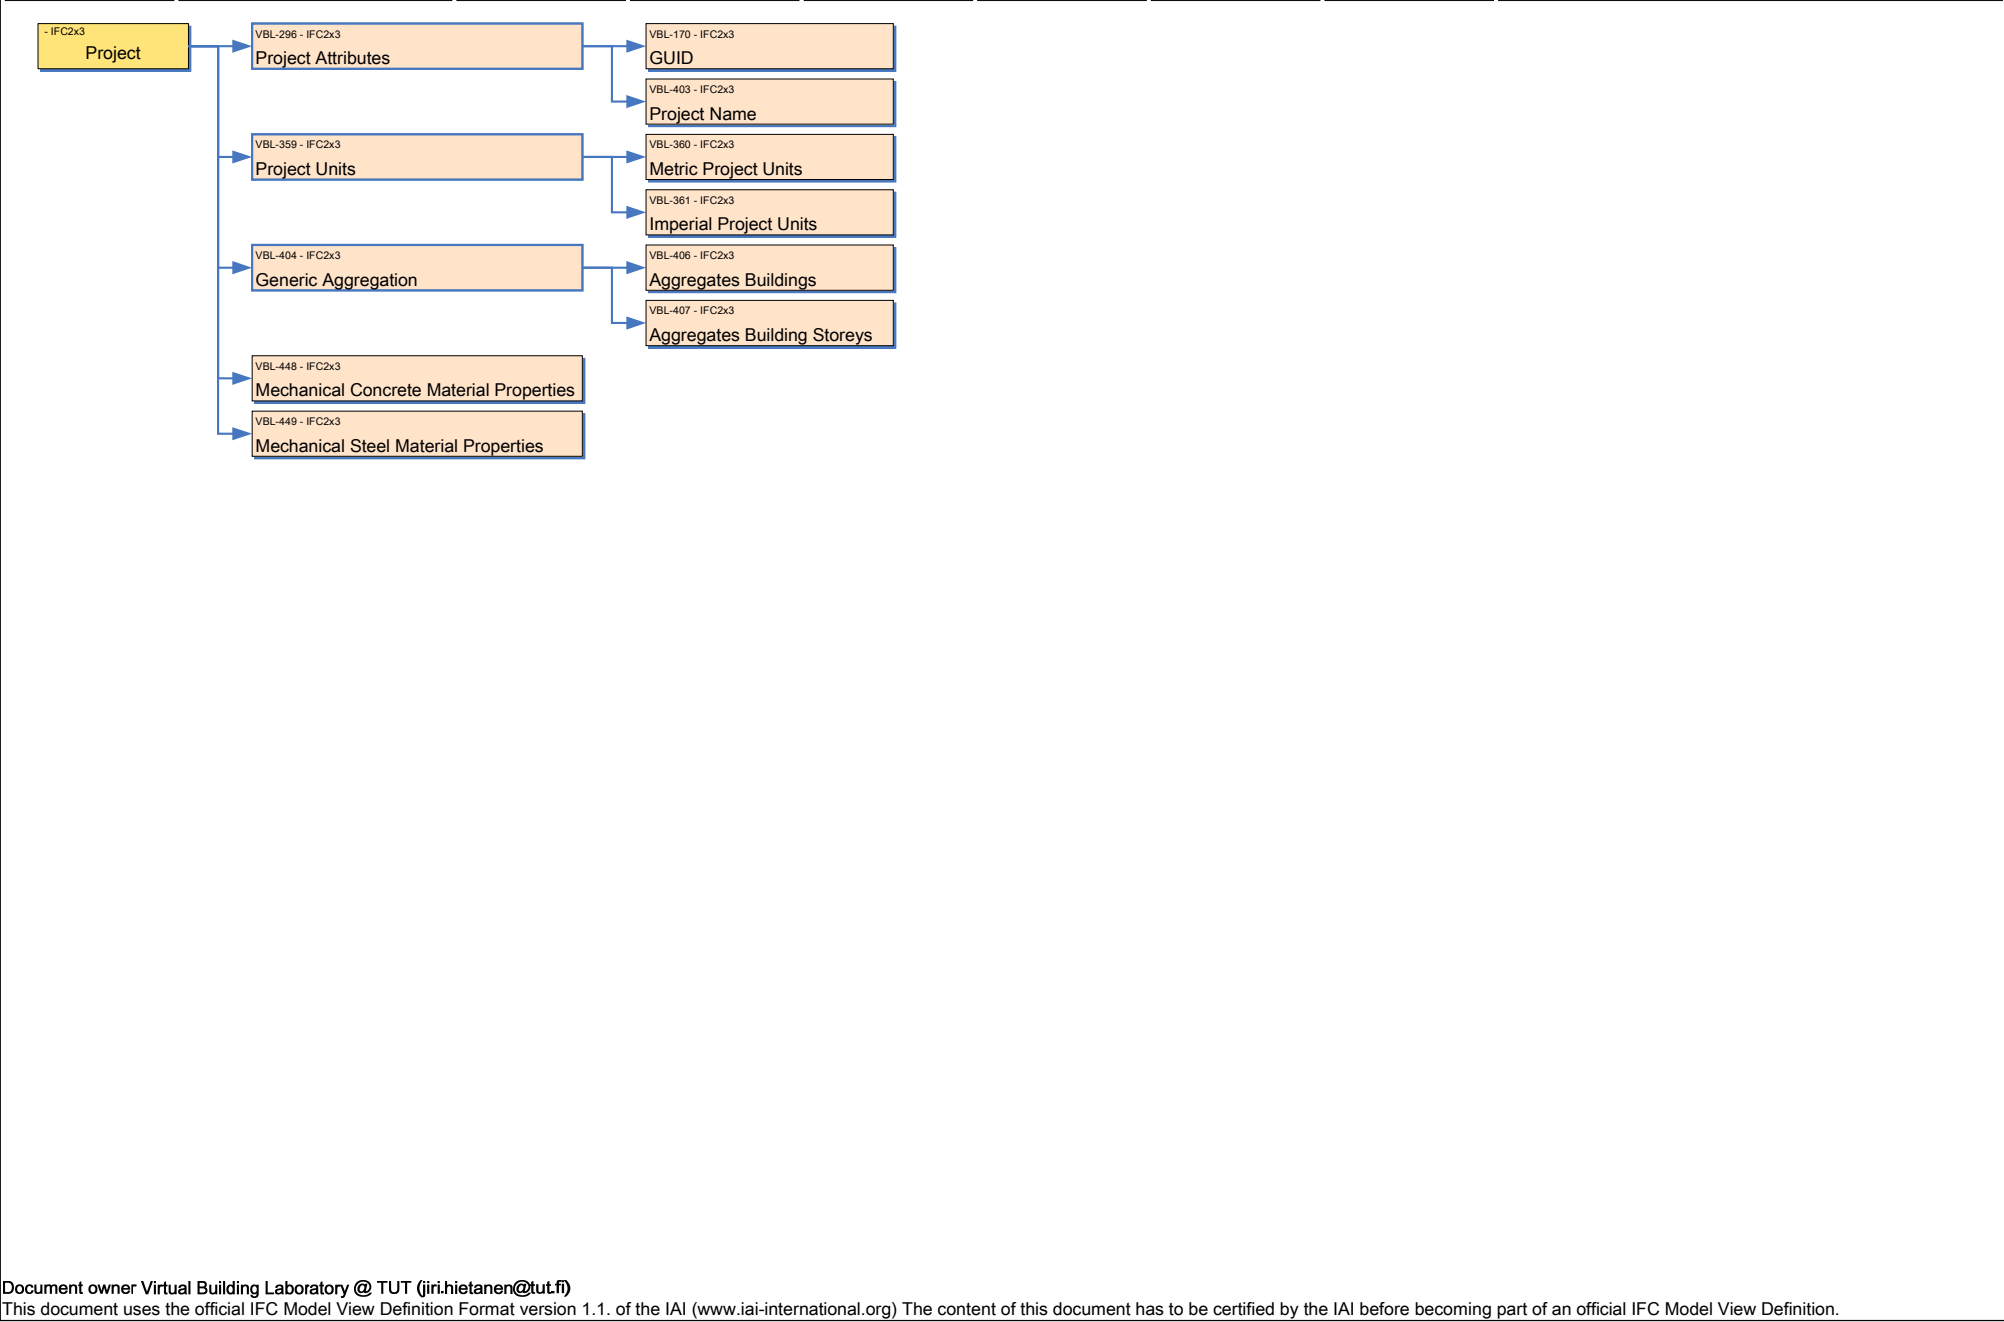 - IFC2x3
Project
VBL-296 - IFC2x3
Project Attributes
VBL-170 - IFC2x3
GUID
VBL-403 - IFC2x3
Project Name
VBL-359 - IFC2x3
Project Units
VBL-360 - IFC2x3
Metric Project Units
VBL-361 - IFC2x3
Imperial Project Units
VBL-404 - IFC2x3
Generic Aggregation
VBL-406 - IFC2x3
Aggregates Buildings
VBL-407 - IFC2x3
Aggregates Building Storeys
VBL-448 - IFC2x3
Mechanical Concrete Material Properties
VBL-449 - IFC2x3
Mechanical Steel Material Properties
Document owner Virtual Building Laboratory @ TUT (jiri.hietanen@tut.fi)
This document uses the official IFC Model View Definition Format version 1.1. of the IAI (www.iai-international.org) The content of this document has to be certified by the IAI before becoming part of an official IFC Model View Definition.